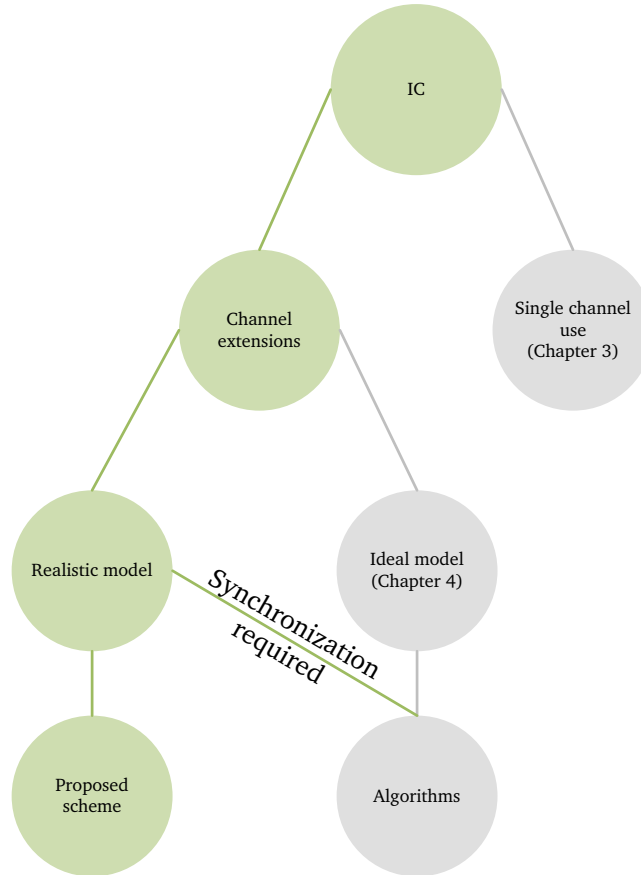 IC
Channel
extensions
Single channel
use
(Chapter 3)
Realistic model
Synchronization
required
Ideal model
(Chapter 4)
Proposed
scheme
Algorithms